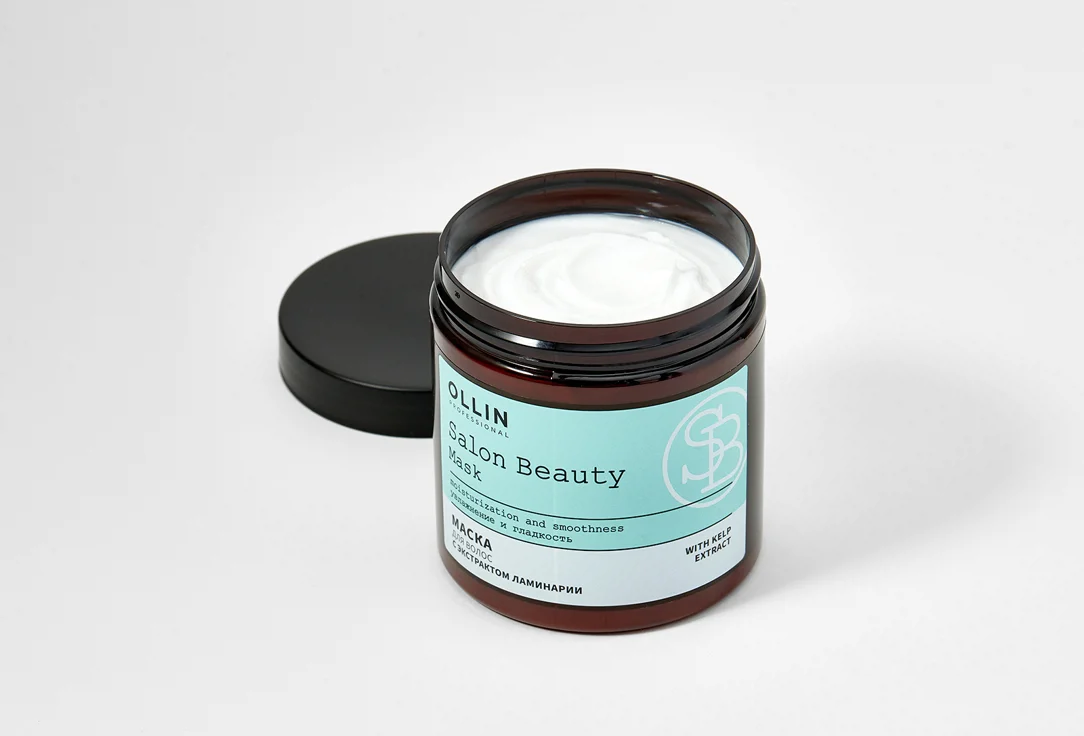 OLLIN
PROFESSIONAL
Salon Beauty
Mask
moisturization and smoothness
увлажнение и гладкость
МАСКА
ДЛЯ ВОЛОС
С ЭКСТРАКТОМ ЛАМИНАРИИ
WITH KELP
EXTRACT
SB